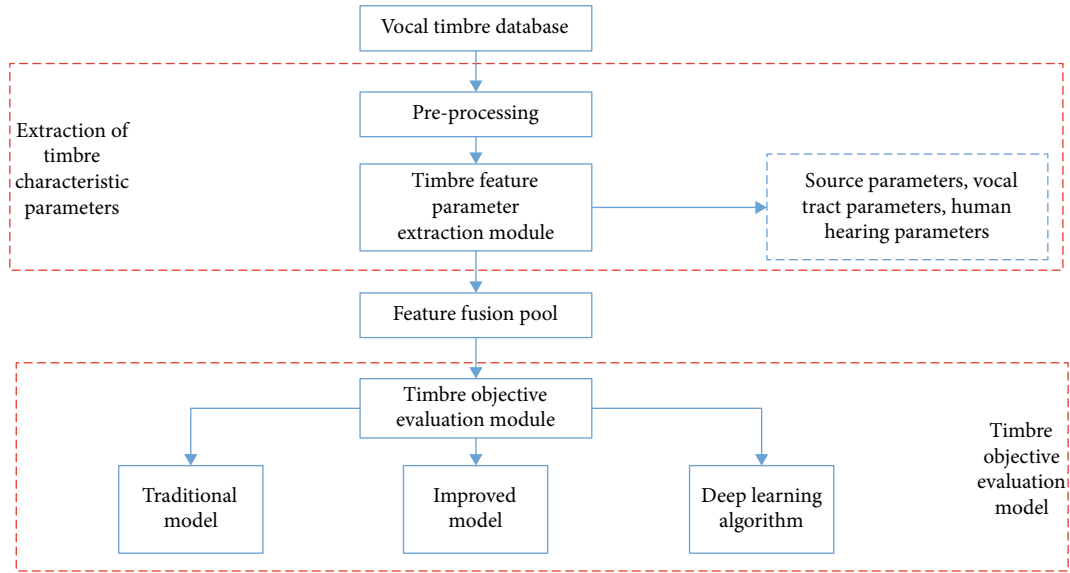 Vocal timbre database
Pre-processing
Extraction of
timbre
characteristic
parameters
Timbre feature
parameter
extraction module
Source parameters, vocal
tract parameters, human
hearing parameters
Feature fusion pool
Timbre objective
evaluation module
Timbre
objective
evaluation
model
Traditional
model
Improved
model
Deep learning
algorithm